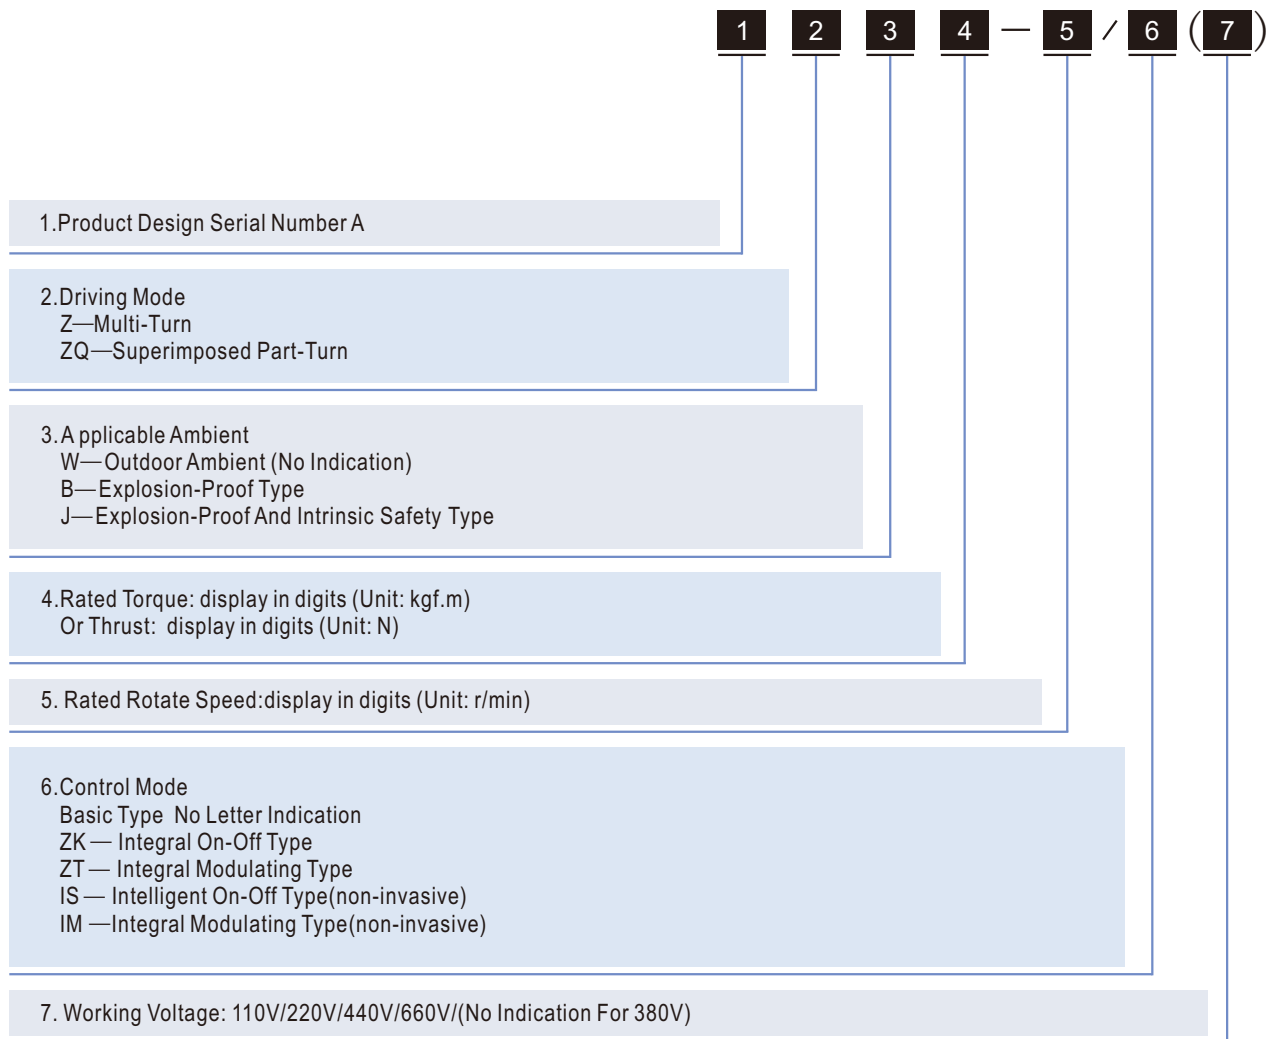 1 2 3 4 — 5 / 6 (7)
1.Product Design Serial Number A
2.Driving Mode
Z—Multi-Turn
ZQ—Superimposed Part-Turn
3.A pplicable Ambient
W—Outdoor Ambient (No Indication)
B—Explosion-Proof Type
J—Explosion-Proof And Intrinsic Safety Type
4.Rated Torque: display in digits (Unit: kgf.m)
Or Thrust: display in digits (Unit: N)
5. Rated Rotate Speed:display in digits (Unit: r/min)
6.Control Mode
Basic Type No Letter Indication
ZK — Integral On-Off Type
ZT — Integral Modulating Type
IS — Intelligent On-Off Type(non-invasive)
IM —Integral Modulating Type(non-invasive)
7. Working Voltage: 110V/220V/440V/660V/(No Indication For 380V)